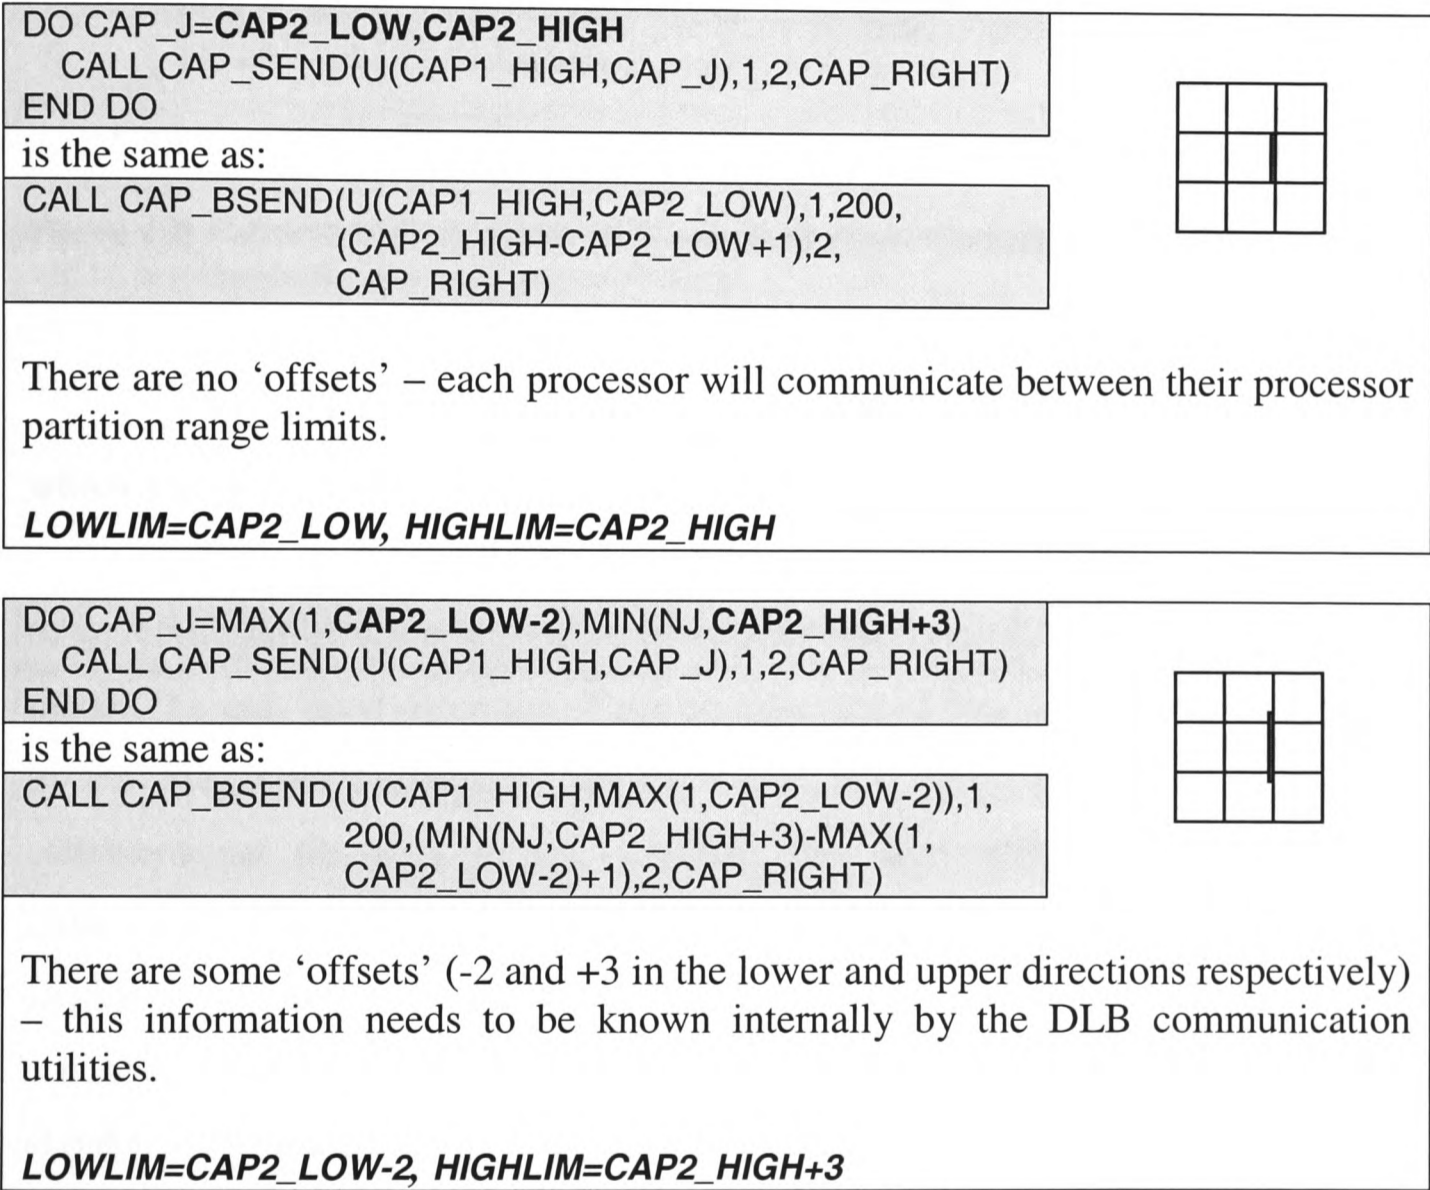 DO CAP_J=CAP2_LOW,CAP2_HIGH
CALL CAP_SEND(U(CAP1_HIGH,CAP_J),1,2,CAP_RIGHT)
END DO
is the same as:
CALL CAP_BSEND(U(CAP1_HIGH,CAP2_LOW),1,200,
(CAP2_HIGH-CAP2_LOW+1),2,
CAP_RIGHT)
There are no ‘offsets’ – each processor will communicate between their processor
partition range limits.
LOWLIM=CAP2_LOW, HIGHLIM=CAP2_HIGH
DO CAP_J=MAX(1,CAP2_LOW-2),MIN(NJ,CAP2_HIGH+3)
CALL CAP_SEND(U(CAP1_HIGH,CAP_J),1,2,CAP_RIGHT)
END DO
is the same as:
CALL CAP_BSEND(U(CAP1_HIGH,MAX(1,CAP2_LOW-2)),1,
200,(MIN(NJ,CAP2_HIGH+3)-MAX(1,
CAP2_LOW-2)+1),2,CAP_RIGHT)
There are some ‘offsets’ (-2 and +3 in the lower and upper directions respectively)
– this information needs to be known internally by the DLB communication
utilities.
LOWLIM=CAP2_LOW-2, HIGHLIM=CAP2_HIGH+3